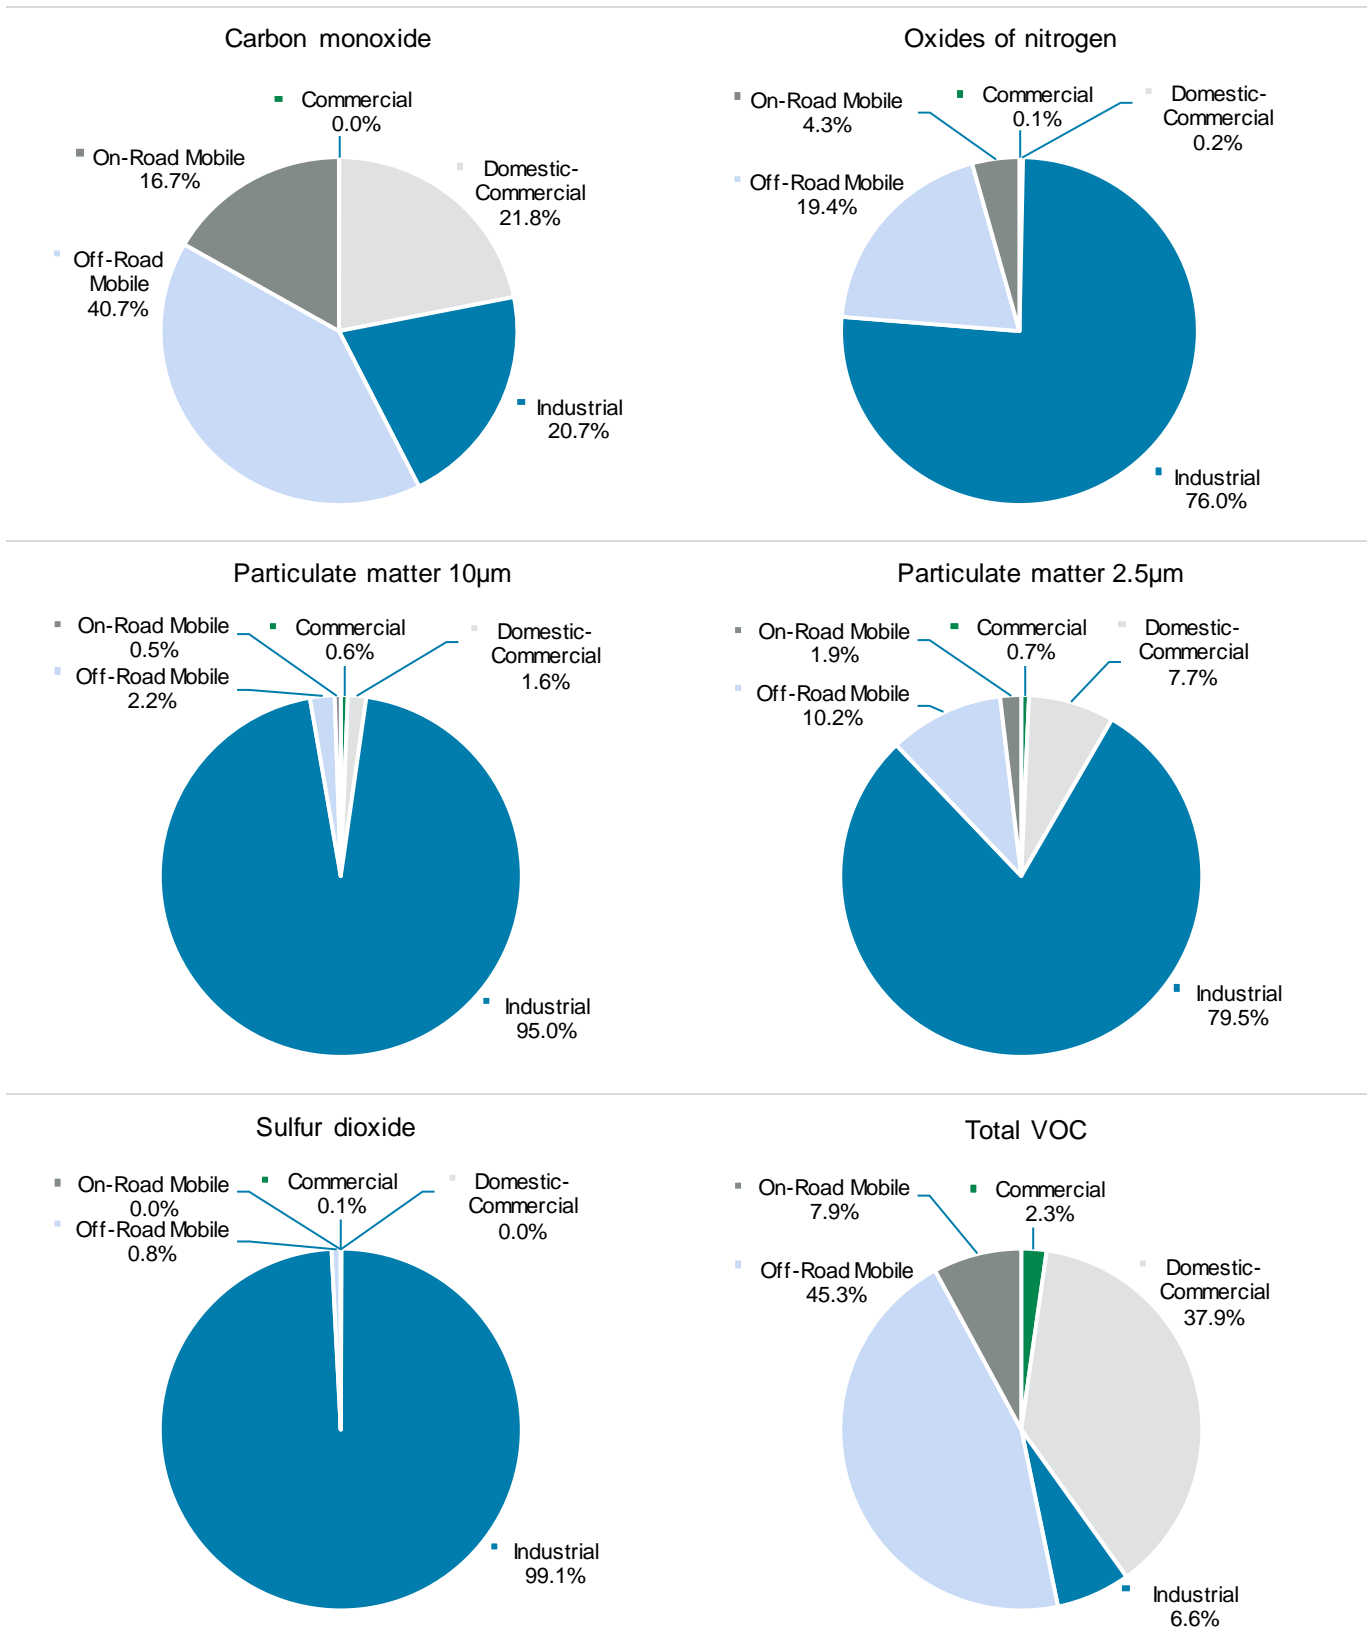 Carbon monoxide
Commercial
0.0%
On-Road Mobile
16.7%
Domestic-
Commercial
21.8%
Off-Road
Mobile
40.7%
Industrial
20.7%
Oxides of nitrogen
On-Road Mobile
4.3%
Commercial
0.1%
Domestic-
Commercial
0.2%
Off-Road Mobile
19.4%
Industrial
76.0%
Particulate matter 10µm
On-Road Mobile
0.5%
Commercial
0.6%
Domestic-
Commercial
1.6%
Off-Road Mobile
2.2%
Industrial
95.0%
Particulate matter 2.5µm
On-Road Mobile
1.9%
Commercial
0.7%
Domestic-
Commercial
7.7%
Off-Road Mobile
10.2%
Industrial
79.5%
Sulfur dioxide
On-Road Mobile
0.0%
Commercial
0.1%
Domestic-
Commercial
0.0%
Off-Road Mobile
0.8%
Industrial
99.1%
Total VOC
On-Road Mobile
7.9%
Commercial
2.3%
Domestic-
Commercial
37.9%
Off-Road Mobile
45.3%
Industrial
6.6%